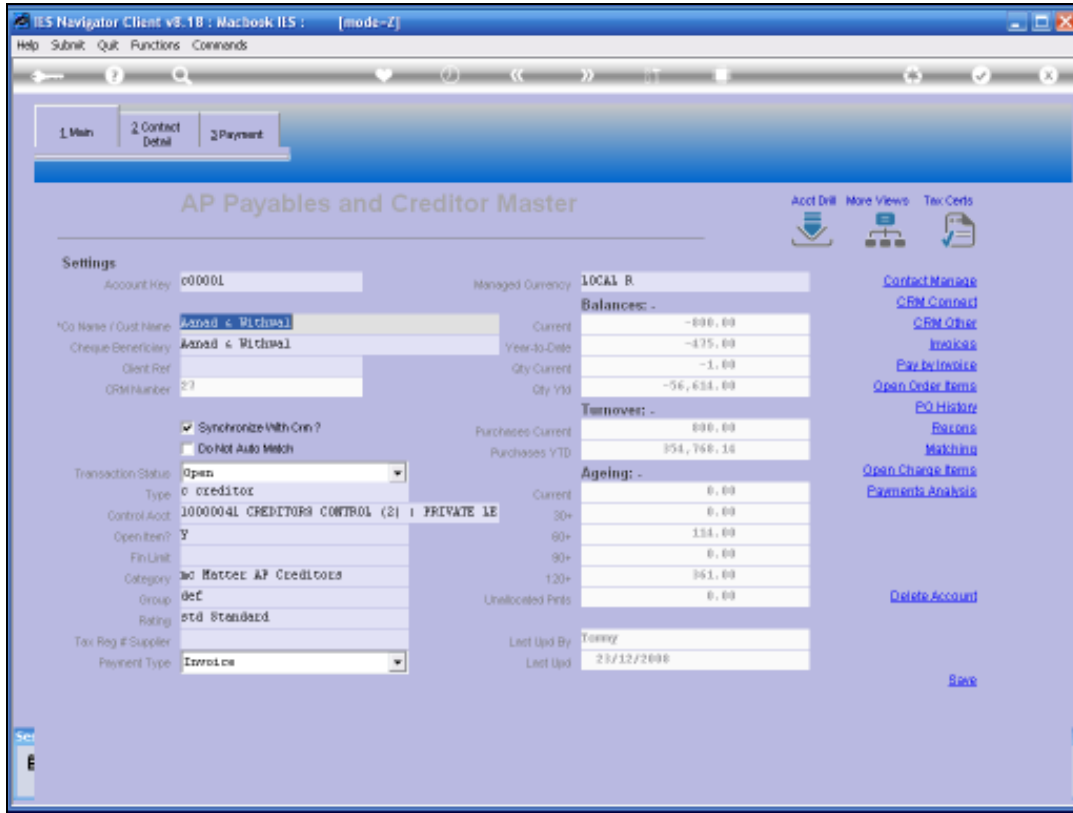 IES Navigator Client v8.18 : Macbook IES : [mode-Z]
Help Submit Quit Functions Commands
1 Main
2 Contact Detail
3 Payment
AP Payables and Creditor Master
Acct Drill More Views Tax Certs
Settings
Account Key c00001
Managed Currency LOCAL R
Contact Manage
Balances: -
CRM Connect
*Co Name / Cust Name Aanad & Withwal
Current -800.00
CRM Other
Cheque Beneficiary Aanad & Withwal
Year-to-Date -475.00
Invoices
Client Ref
Qty Current -1.00
Pay by Invoice
CRM Number 27
Qty Ytd -56,614.00
Open Order Items
Turnover: -
PO History
Synchronize With Crm ?
Purchases Current 800.00
Recons
Do Not Auto Match
Purchases YTD 354,768.14
Matching
Transaction Status Open
Ageing: -
Open Charge Items
Type c creditor
Current 0.00
Payments Analysis
Control Acct 10000041 CREDITORS CONTROL (2) : PRIVATE LE
30+ 0.00
Open Item? Y
60+ 114.00
Fin Limit
90+ 0.00
Category mc Matter AP Creditors
120+ 361.00
Group def
Unallocated Pmts 0.00
Delete Account
Rating std Standard
Tax Reg # Supplier
Last Upd By Tommy
Payment Type Invoice
Last Upd 23/12/2008
Save